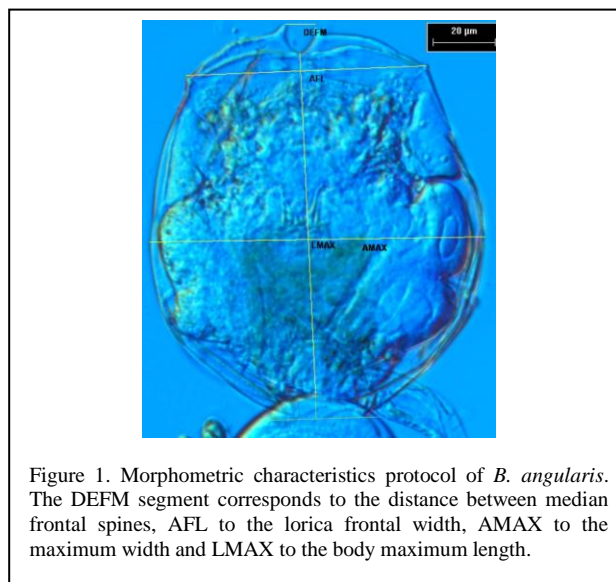 DEFM
20 µm
AFL
LMAX
AMAX
Figure 1. Morphometric characteristics protocol of B. angularis.
The DEFM segment corresponds to the distance between median
frontal spines, AFL to the lorica frontal width, AMAX to the
maximum width and LMAX to the body maximum length.